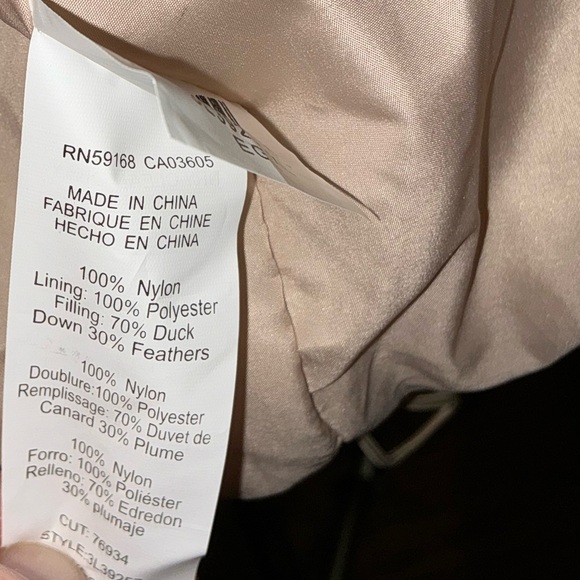 RN59168 CA03605
MADE IN CHINA
FABRIQUE EN CHINE
HECHO EN CHINA
100% Nylon
Lining: 100% Polyester
Filling: 70% Duck
Down 30% Feathers
100% Nylon
Doublure:100% Polyester
Remplissage: 70% Duvet de
Canard 30% Plume
100% Nylon
Forro: 100% Poliéster
Relleno: 70% Edredon
30% plumaje
CUT: 76934